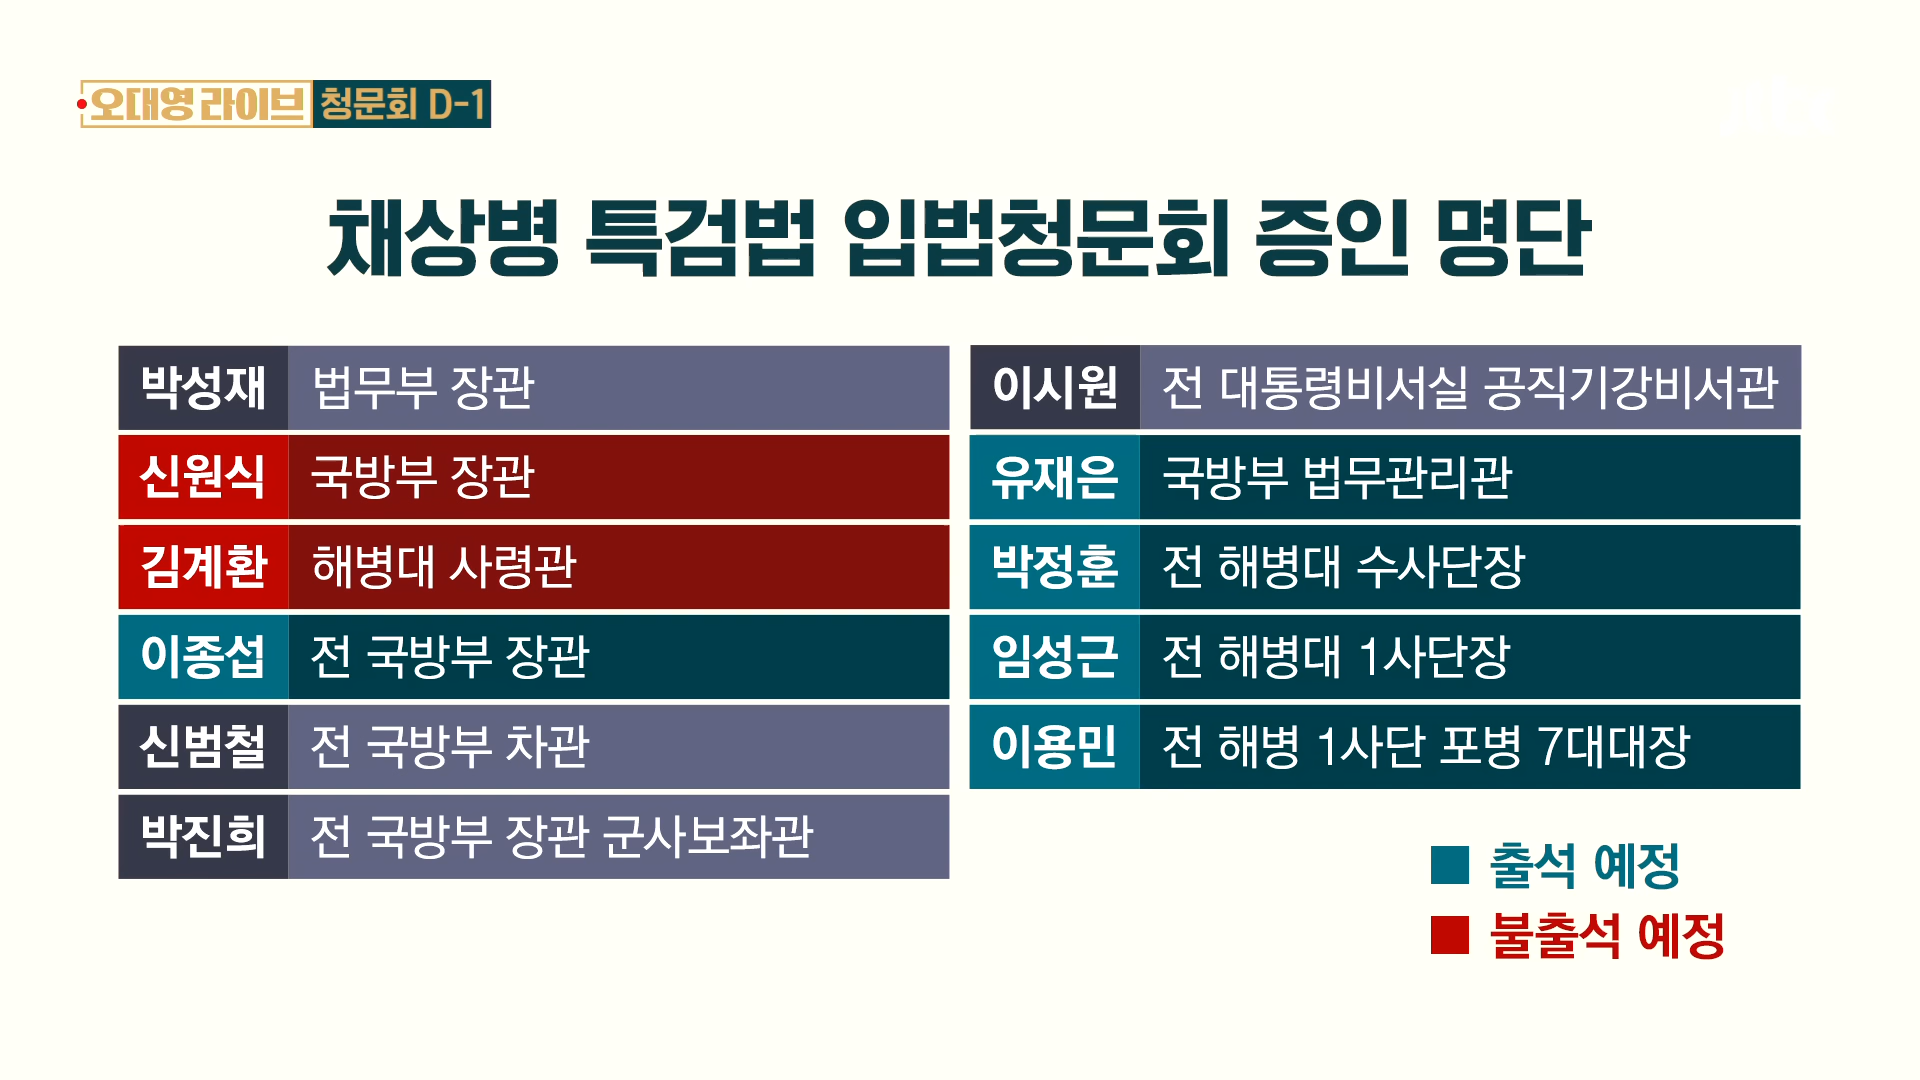 오대영 라이브 청문회 D-1
채상병 특검법 입법청문회 증인 명단
박성재 법무부 장관
신원식 국방부 장관
김계환 해병대 사령관
이종섭 전 국방부 장관
신범철 전 국방부 차관
박진희 전 국방부 장관 군사보좌관
이시원 전 대통령비서실 공직기강비서관
유재은 국방부 법무관리관
박정훈 전 해병대 수사단장
임성근 전 해병대 1사단장
이용민 전 해병 1사단 포병 7대대장
출석 예정
불출석 예정